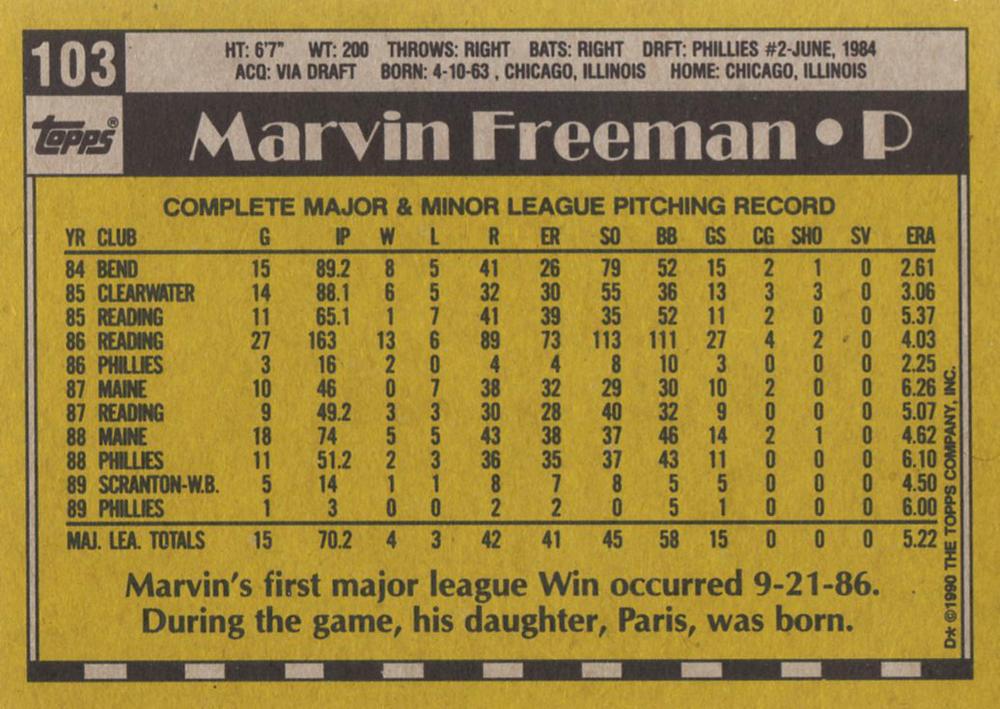 103
HT: 6'7" WT: 200 THROWS: RIGHT BATS: RIGHT DRFT: PHILLIES #2-JUNE, 1984
ACQ: VIA DRAFT BORN: 4-10-63 , CHICAGO, ILLINOIS HOME: CHICAGO, ILLINOIS
Topps®
Marvin Freeman • P
COMPLETE MAJOR & MINOR LEAGUE PITCHING RECORD
YR CLUB G IP W L R ER SO BB GS CG SHO SV ERA
84 BEND 15 89.2 8 5 41 26 79 52 15 2 1 0 2.61
85 CLEARWATER 14 88.1 6 5 32 30 55 36 13 3 3 0 3.06
85 READING 11 65.1 1 7 41 39 35 52 11 2 0 0 5.37
86 READING 27 163 13 6 89 73 113 111 27 4 2 0 4.03
86 PHILLIES 3 16 2 0 4 4 8 10 3 0 0 0 2.25
87 MAINE 10 46 0 7 38 32 29 30 10 2 0 0 6.26
87 READING 9 49.2 3 3 30 28 40 32 9 0 0 0 5.07
88 MAINE 18 74 5 5 43 38 37 46 14 2 1 0 4.62
88 PHILLIES 11 51.2 2 3 36 35 37 43 11 0 0 0 6.10
89 SCRANTON-W.B. 5 14 1 1 8 7 8 5 5 0 0 0 4.50
89 PHILLIES 1 3 0 0 2 2 0 5 1 0 0 0 6.00
MAJ. LEA. TOTALS 15 70.2 4 3 42 41 45 58 15 0 0 0 5.22
Marvin's first major league Win occurred 9-21-86.
During the game, his daughter, Paris, was born.
D* ©1990 THE TOPPS COMPANY, INC.